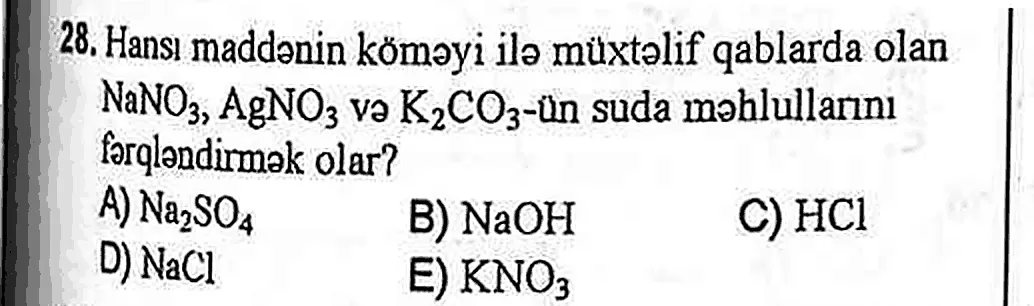 28. Hansı maddənin köməyi ilə müxtəlif qablarda olan
NaNO₃, AgNO₃ və K₂CO₃-ün suda məhlullarını
fərqləndirmək olar?
A) Na₂SO₄ B) NaOH C) HCl
D) NaCl E) KNO₃